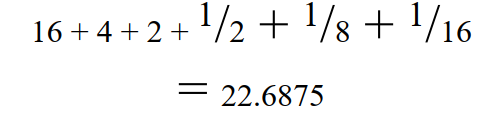 16 + 4 + 2 + 1/2 + 1/8 + 1/16
= 22.6875